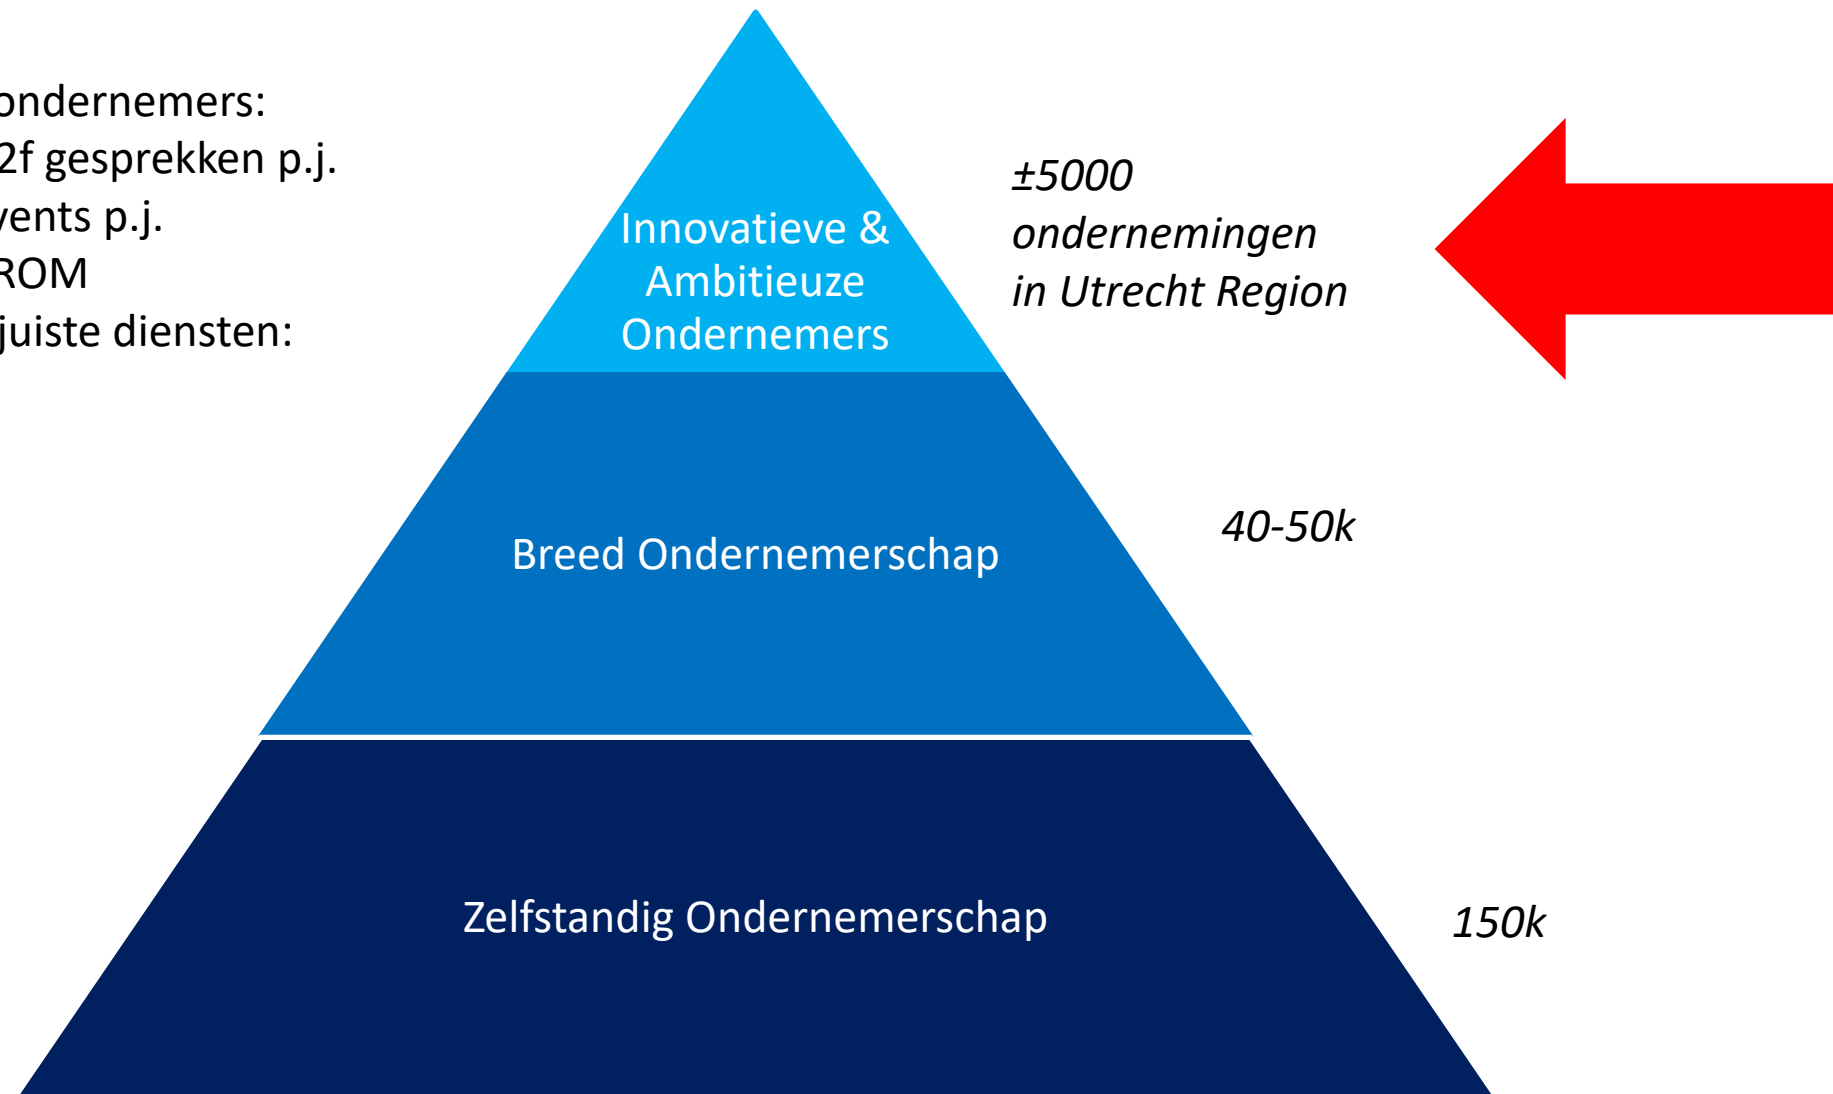 ondernemers:
2f gesprekken p.j.
vents p.j.
ROM
juiste diensten:
Innovatieve &
Ambitieuze
Ondernemers
±5000
ondernemingen
in Utrecht Region
Breed Ondernemerschap
40-50k
Zelfstandig Ondernemerschap
150k